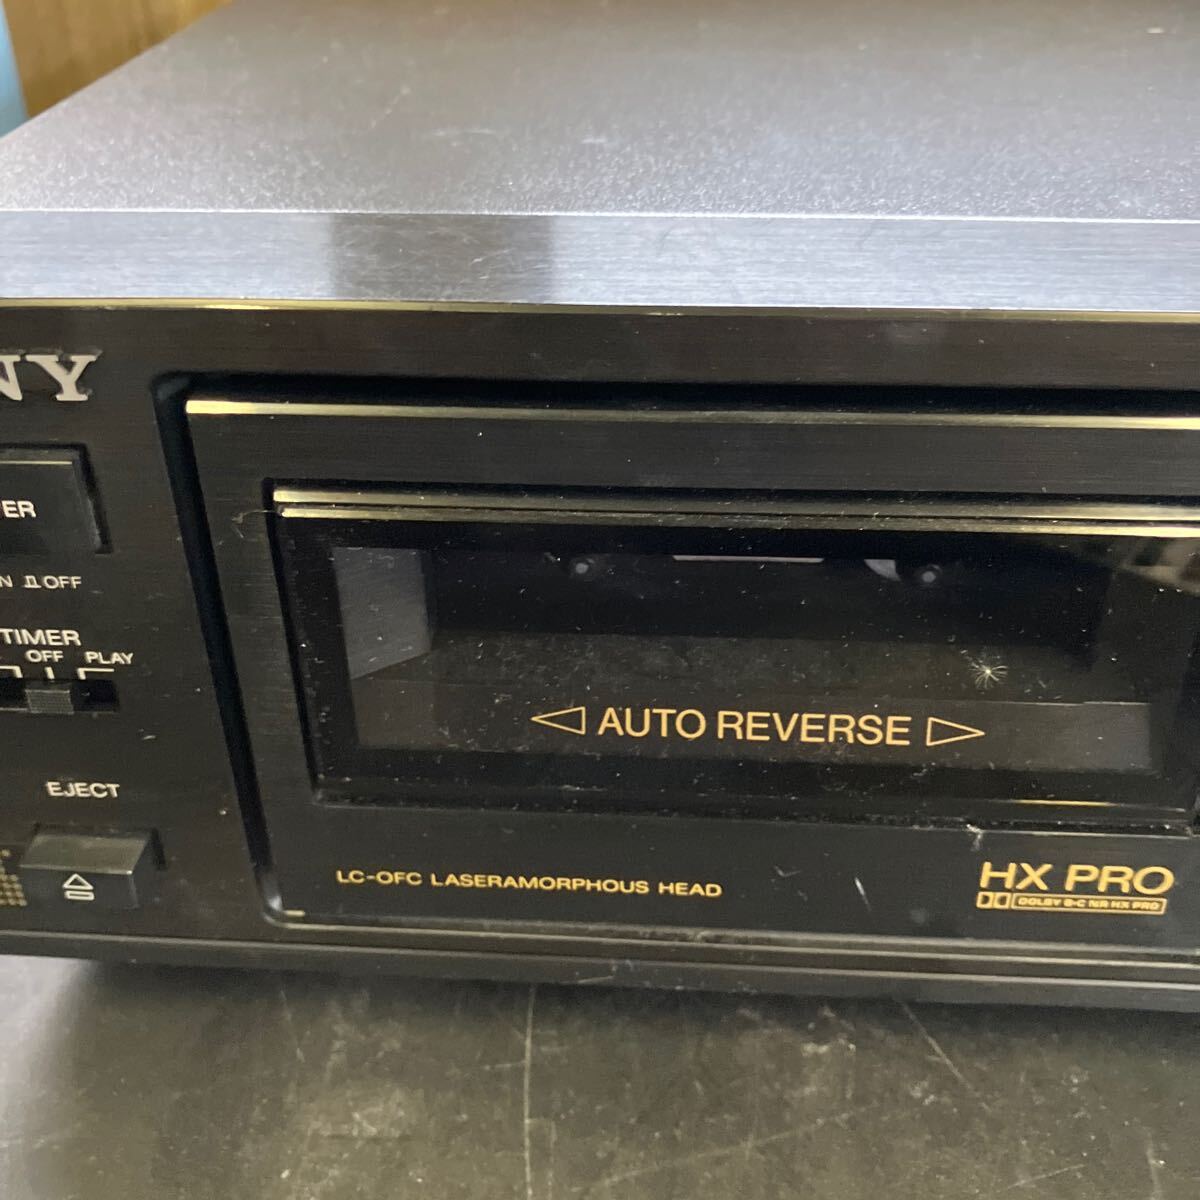 NY
ER
N OFF
TIMER
OFF PLAY
EJECT
AUTO REVERSE
LC-OFC LASERAMORPHOUS HEAD
HX PRO
DOLBY B-C NR HX PRO